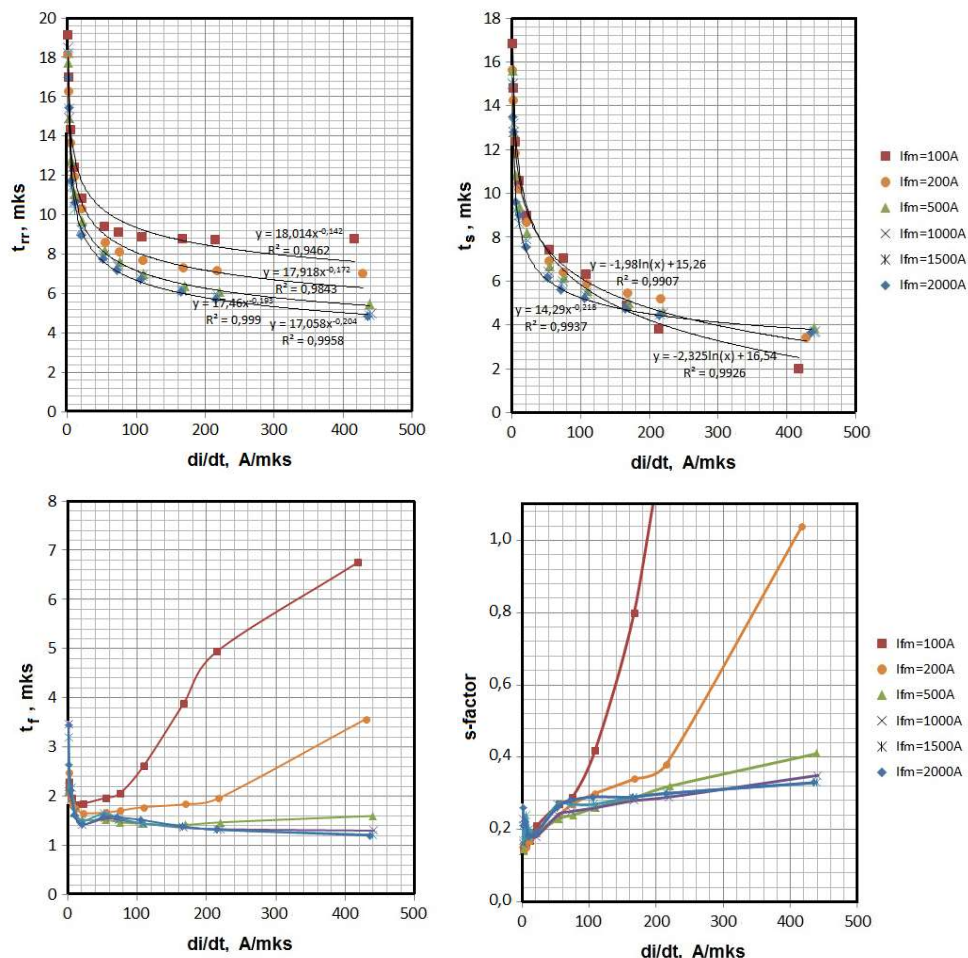 20
18
16
14
12
10
8
6
4
2
0
t_rr, mks
y = 18,014x^-0,142
R² = 0,9462
y = 17,918x^-0,172
R² = 0,9843
y = 17,46x^-0,193
R² = 0,999
y = 17,058x^-0,204
R² = 0,9958
0 100 200 300 400 500
di/dt, A/mks
18
16
14
12
10
8
6
4
2
0
t_s, mks
y = -1,98ln(x) + 15,26
R² = 0,9907
y = 14,29x^-0,218
R² = 0,9937
y = -2,325ln(x) + 16,54
R² = 0,9926
0 100 200 300 400 500
di/dt, A/mks
Ifm=100A
Ifm=200A
Ifm=500A
Ifm=1000A
Ifm=1500A
Ifm=2000A
8
7
6
5
4
3
2
1
0
t_f, mks
0 100 200 300 400 500
di/dt, A/mks
1,0
0,8
0,6
0,4
0,2
0,0
s-factor
0 100 200 300 400 500
di/dt, A/mks
Ifm=100A
Ifm=200A
Ifm=500A
Ifm=1000A
Ifm=1500A
Ifm=2000A